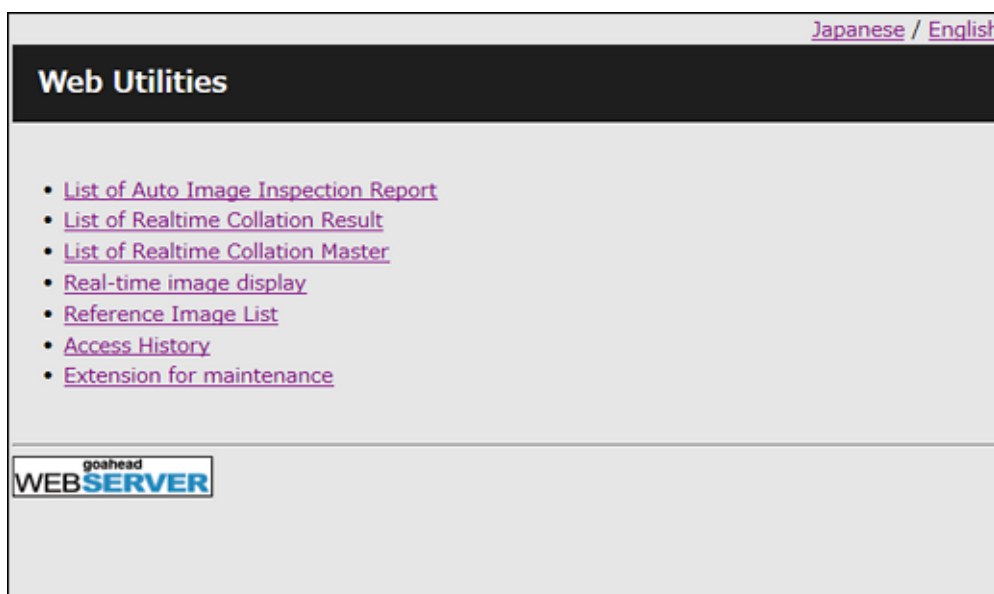 Japanese / English
Web Utilities
• List of Auto Image Inspection Report
• List of Realtime Collation Result
• List of Realtime Collation Master
• Real-time image display
• Reference Image List
• Access History
• Extension for maintenance
goahead
WEBSERVER